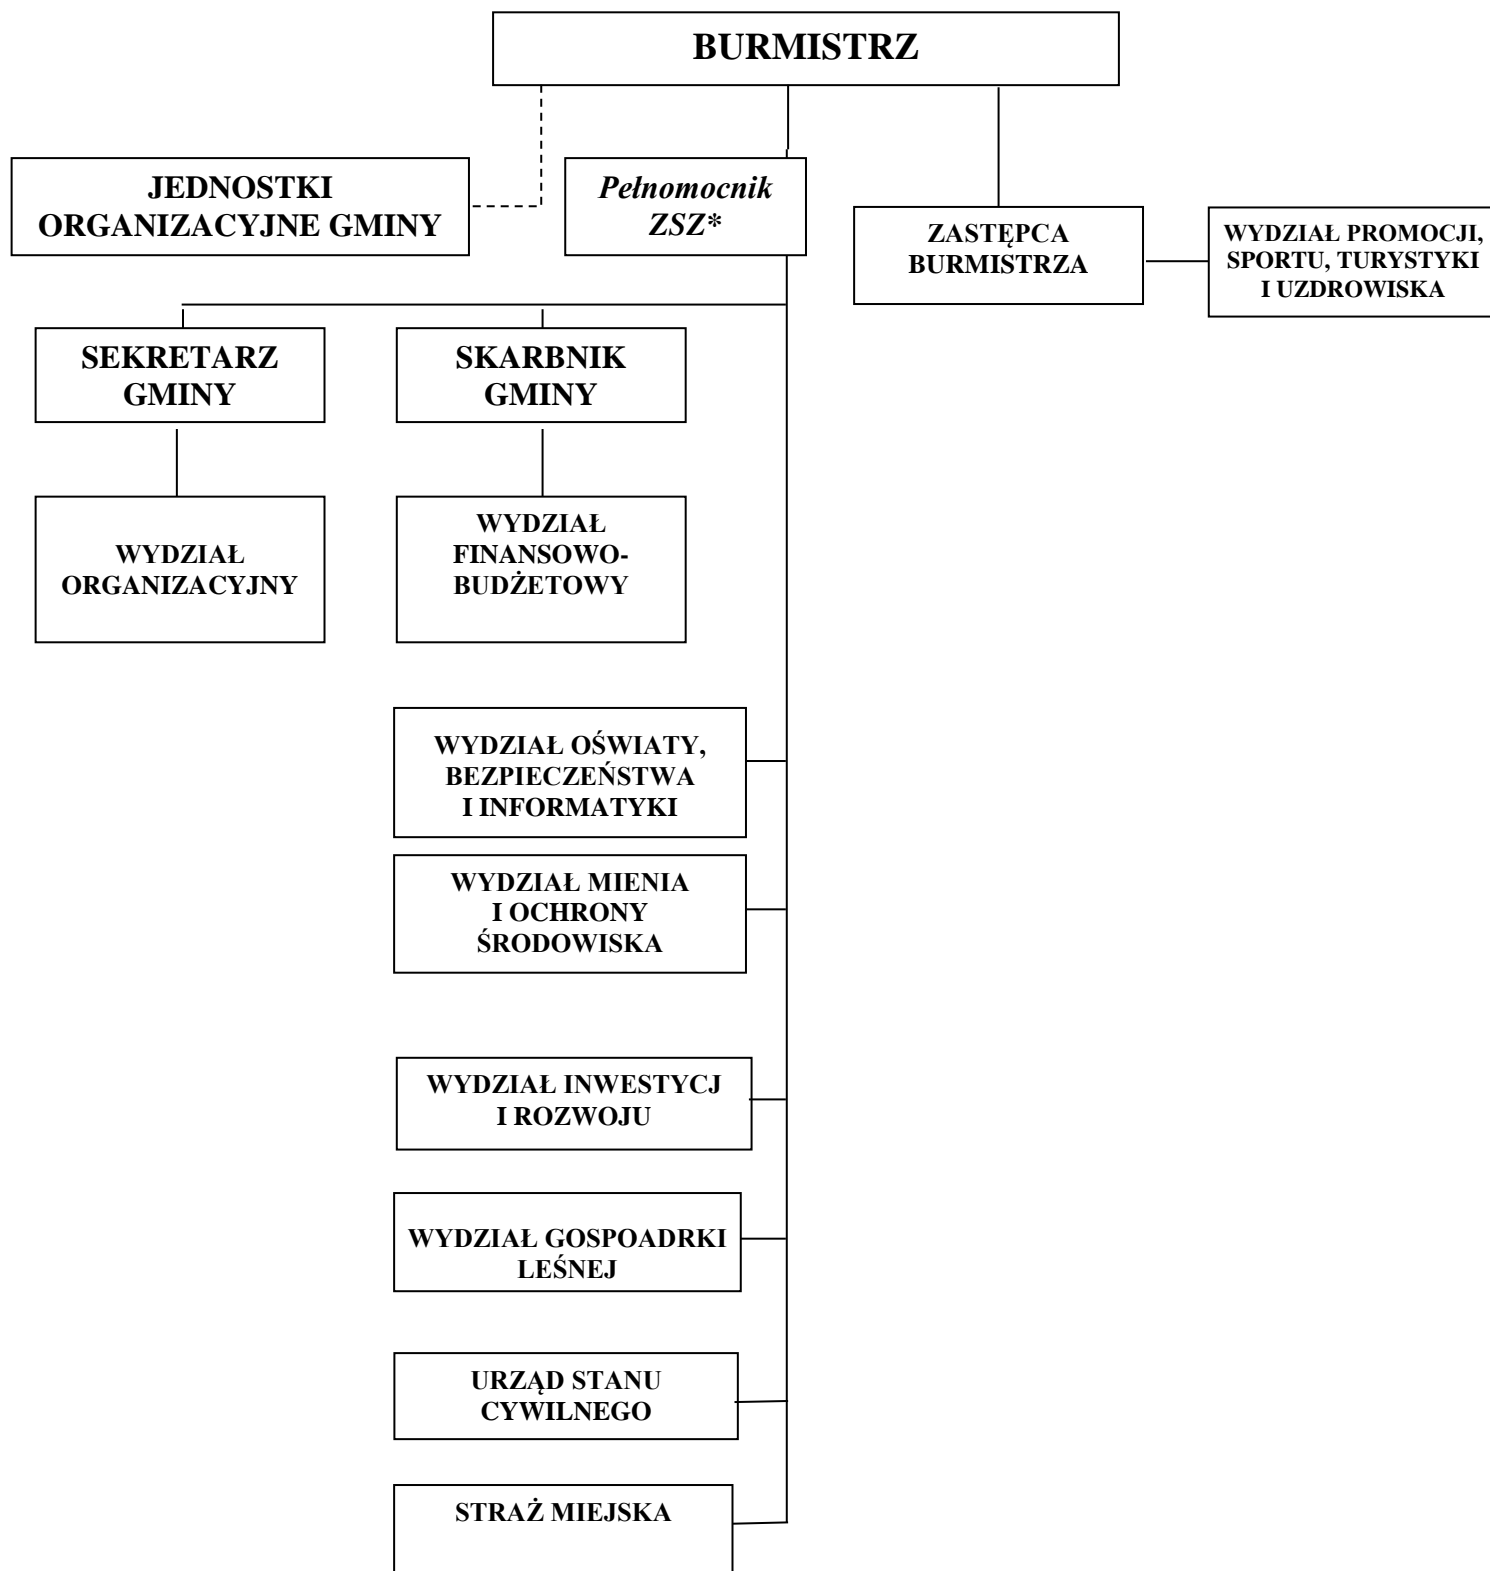 BURMISTRZ
JEDNOSTKI
ORGANIZACYJNE GMINY
Pełnomocnik
ZSZ*
ZASTĘPCA
BURMISTRZA
WYDZIAŁ PROMOCJI,
SPORTU, TURYSTYKI
I UZDROWISKA
SEKRETARZ
GMINY
SKARBNIK
GMINY
WYDZIAŁ
ORGANIZACYJNY
WYDZIAŁ
FINANSOWO-
BUDŻETOWY
WYDZIAŁ OŚWIATY,
BEZPIECZEŃSTWA
I INFORMATYKI
WYDZIAŁ MIENIA
I OCHRONY
ŚRODOWISKA
WYDZIAŁ INWESTYCJ
I ROZWOJU
WYDZIAŁ GOSPOADRKI
LEŚNEJ
URZĄD STANU
CYWILNEGO
STRAŻ MIEJSKA